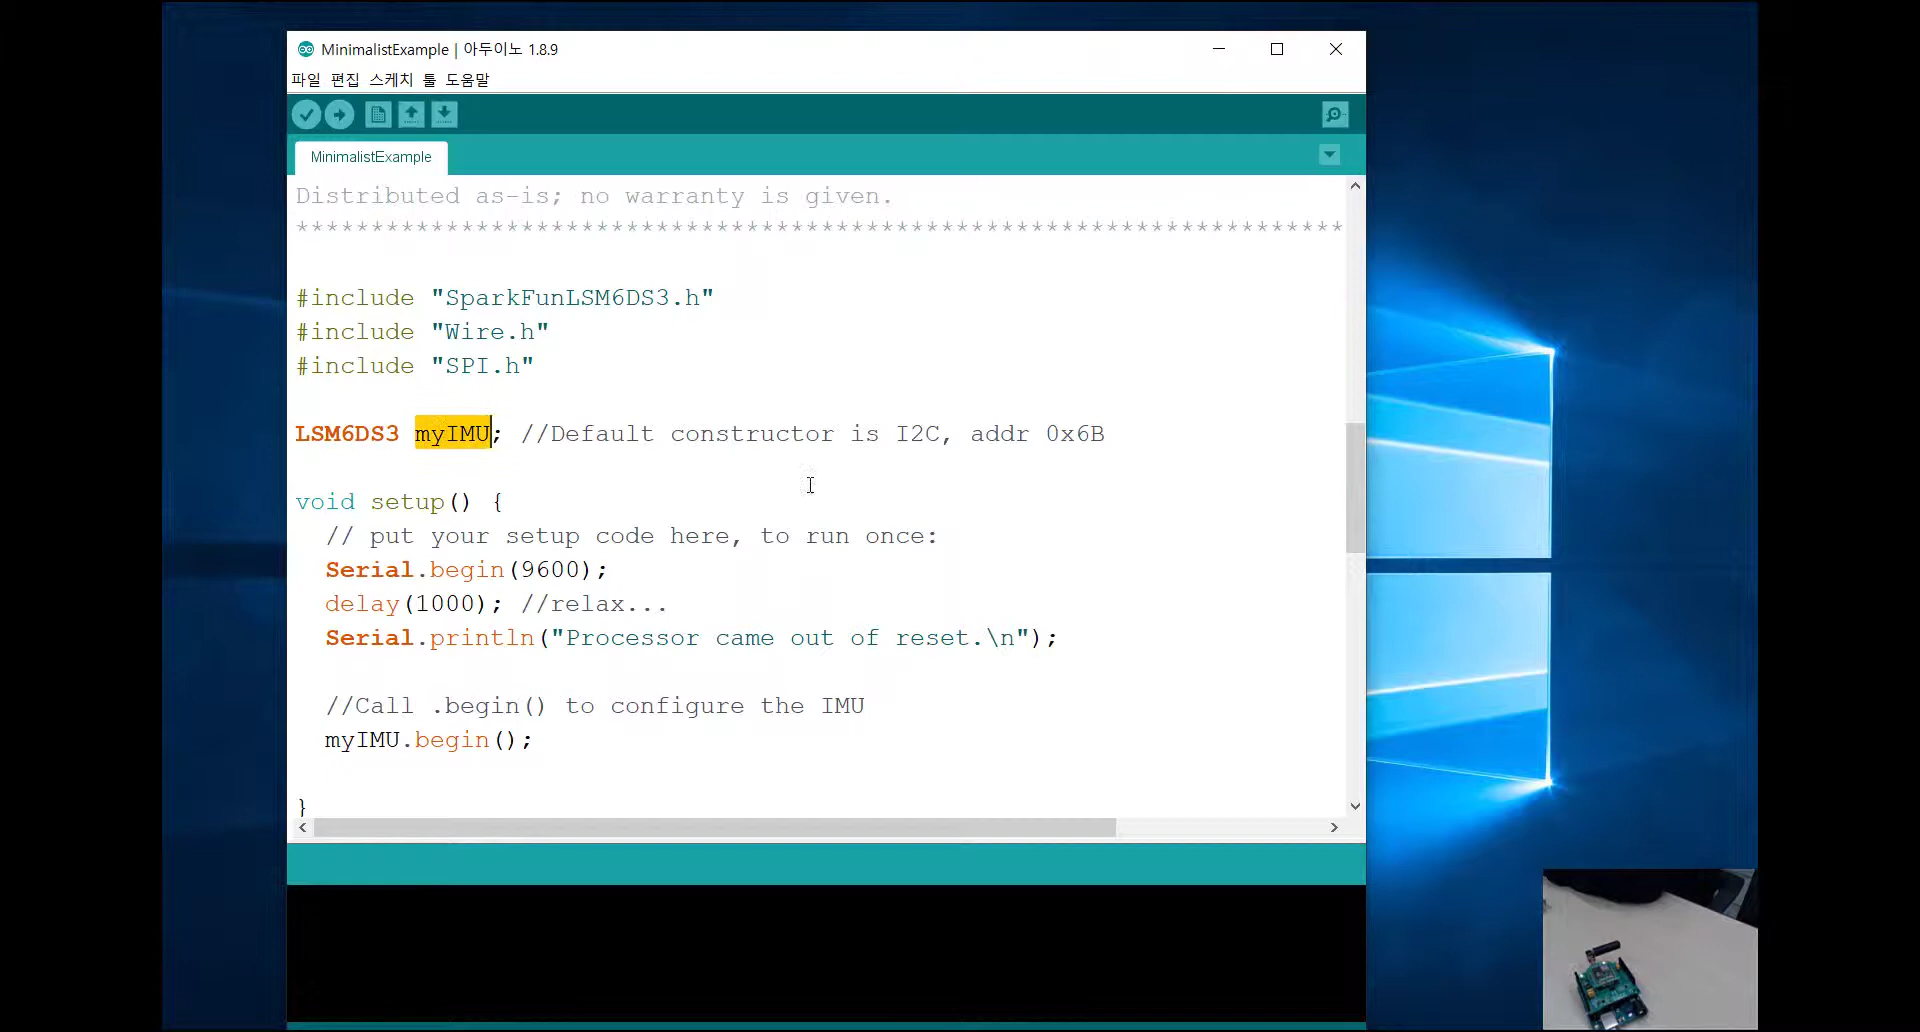 MinimalistExample | 아두이노 1.8.9
파일 편집 스케치 툴 도움말
MinimalistExample
Distributed as-is; no warranty is given.
**********************************************************************
#include "SparkFunLSM6DS3.h"
#include "Wire.h"
#include "SPI.h"
LSM6DS3 myIMU; //Default constructor is I2C, addr 0x6B
void setup() {
// put your setup code here, to run once:
Serial.begin(9600);
delay(1000); //relax...
Serial.println("Processor came out of reset.\n");
//Call .begin() to configure the IMU
myIMU.begin();
}